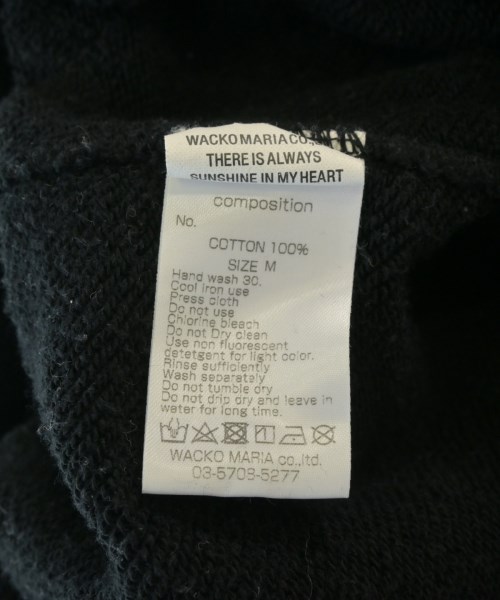 WACKO MARIA CO.,
THERE IS ALWAYS
SUNSHINE IN MY HEART
composition
No.
COTTON 100%
SIZE M
Hand wash 30.
Cool iron use
Press cloth
Do not use
Chlorine bleach
Do not Dry clean
Use non fluorescent
detetgent for light color.
Rinse sufficiently
Wash separately
Do not tumble dry
Do not drip dry and leave in
water for long time.
WACKO MARIA co.,ltd.
03-5708-5277